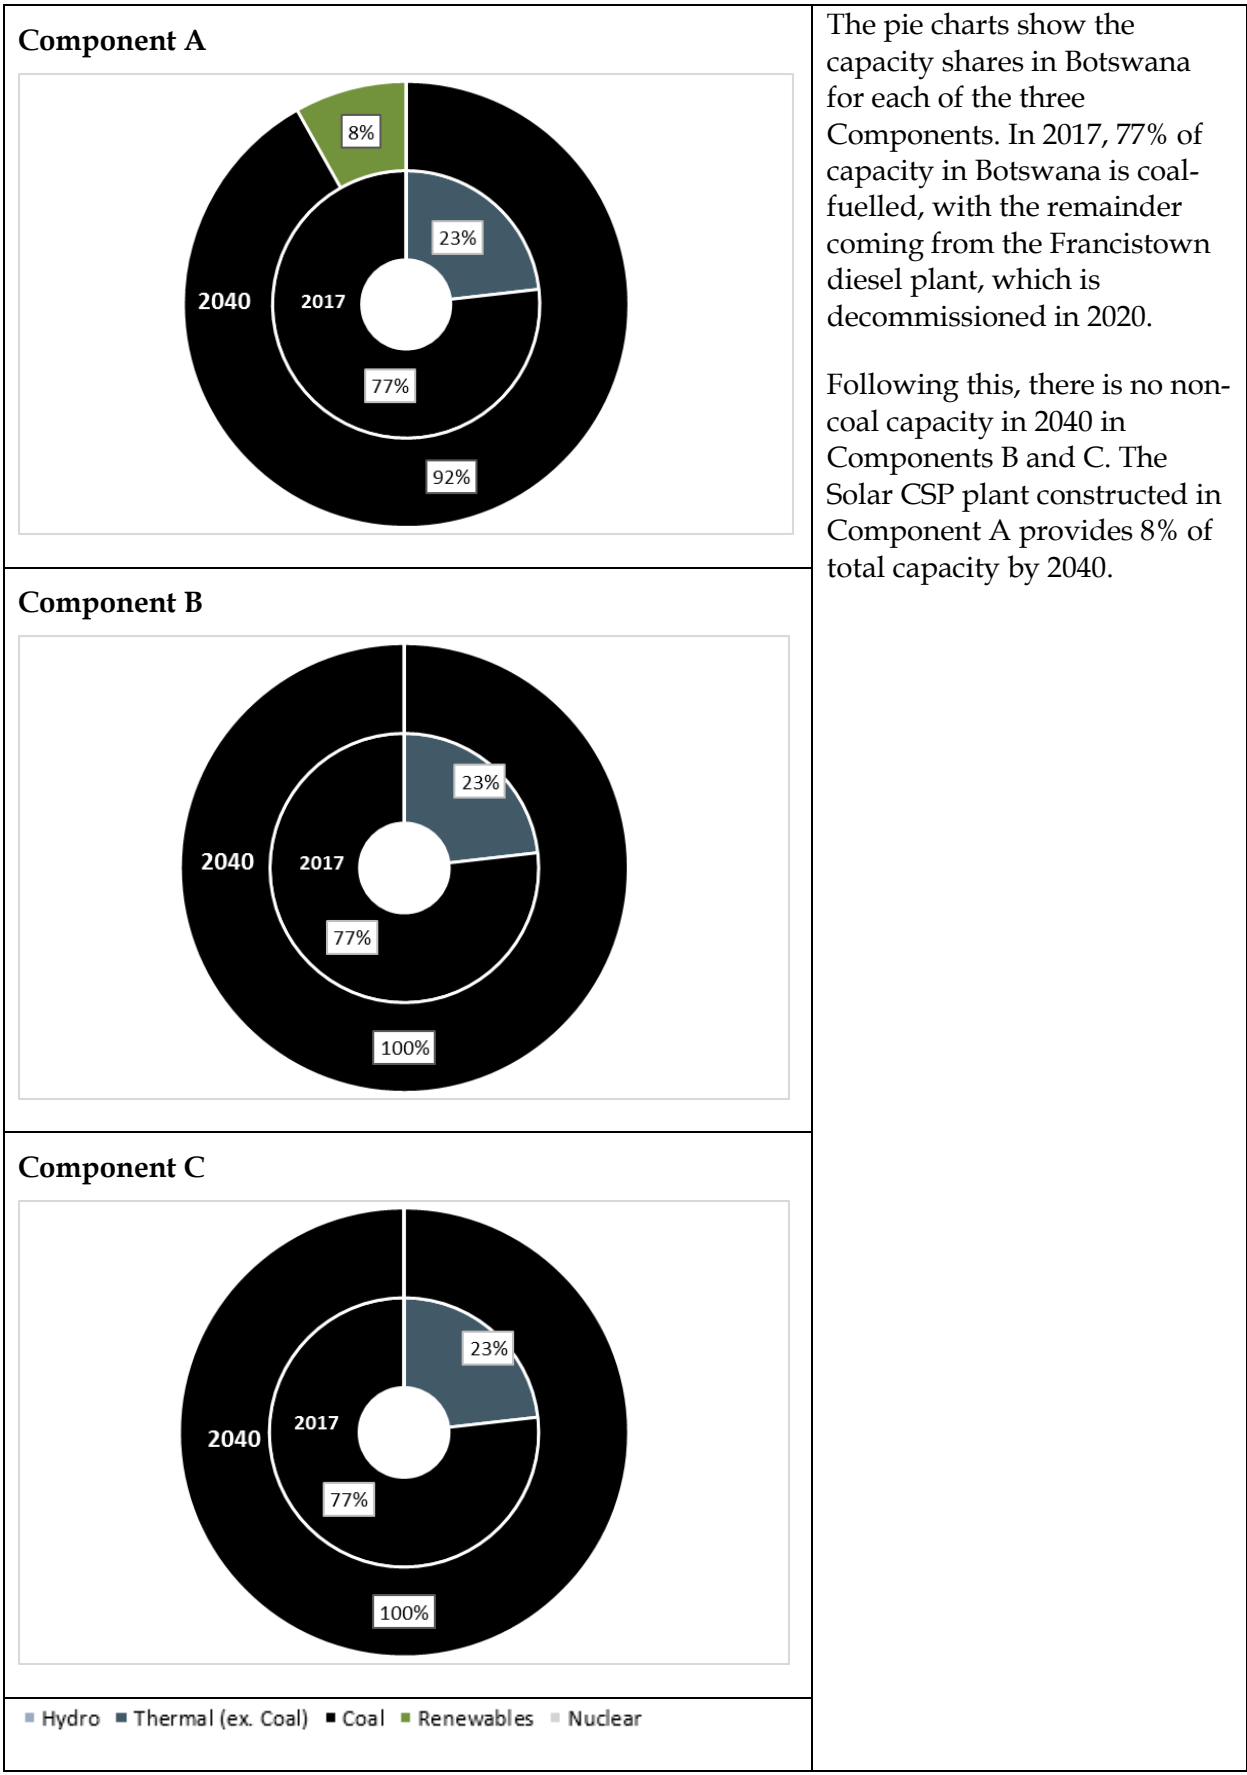 Component A
8%
23%
2040
2017
77%
92%
Component B
23%
2040
2017
77%
100%
Component C
23%
2017
2040
77%
100%
Hydro Thermal (ex. Coal) Coal Renewables Nuclear
The pie charts show the
capacity shares in Botswana
for each of the three
Components. In 2017, 77% of
capacity in Botswana is coal-
fuelled, with the remainder
coming from the Francistown
diesel plant, which is
decommissioned in 2020.
Following this, there is no non-
coal capacity in 2040 in
Components B and C. The
Solar CSP plant constructed in
Component A provides 8% of
total capacity by 2040.